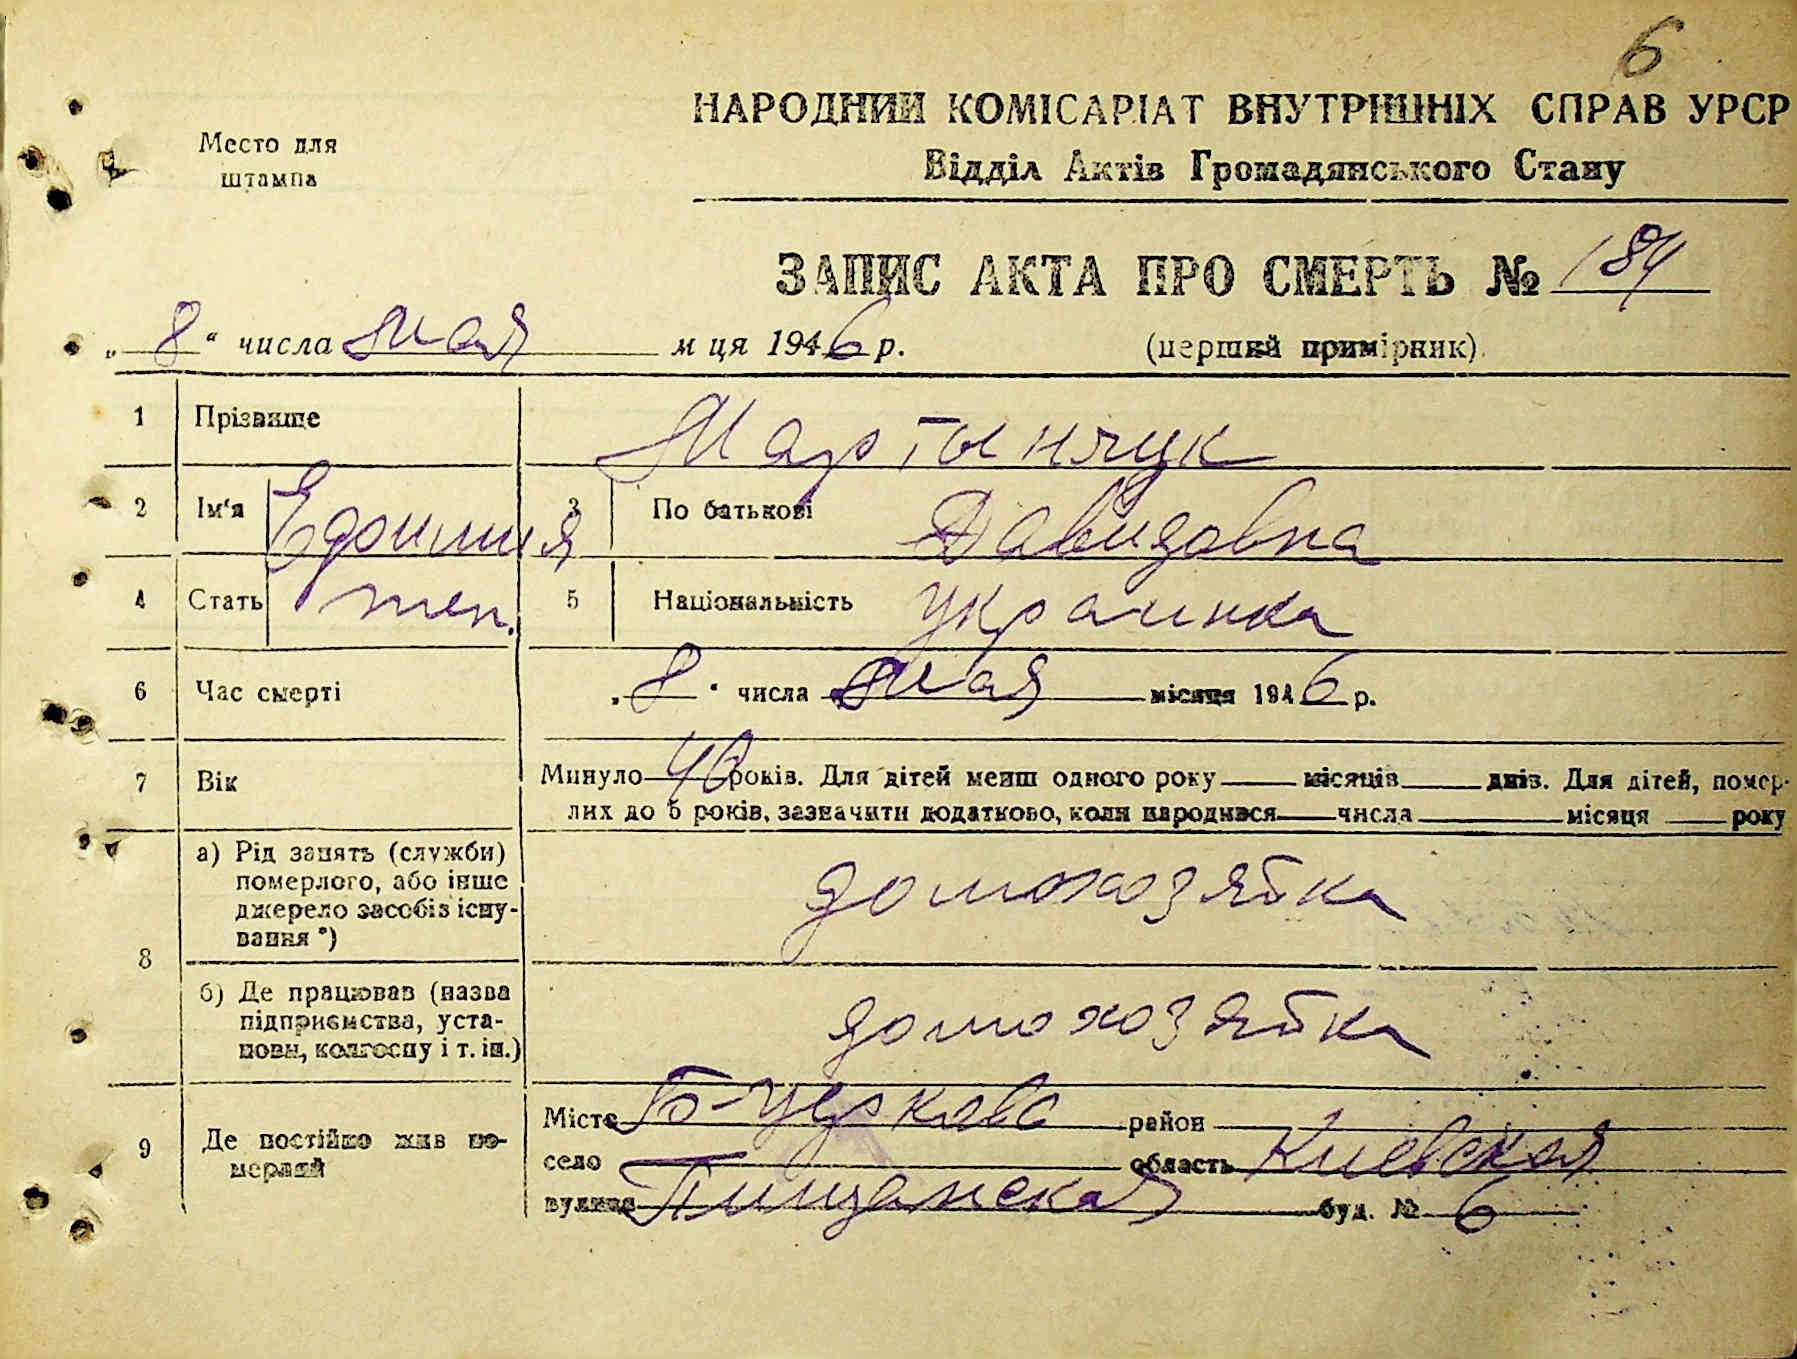 6
НАРОДНИЙ КОМІСАРІАТ ВНУТРІШНІХ СПРАВ УРСР
Место для
штампа
Відділ Актів Громадянського Стану
ЗАПИС АКТА ПРО СМЕРТЬ № 184
„8“ числа мая м ця 1946 р.
(перший примірник).
1 Прізвище Мартынчук
2 Ім‘я 3 По батькові Давидовна
4 Стать жен. 5 Національність украинка
6 Час смерті „8“ числа мая місяця 1946 р.
7 Вік Минуло 46 років. Для дітей менш одного року місяців днів. Для дітей, помер-
лих до 5 років, зазначити додатково, коли народився числа місяця року
8 а) Рід занять (служби)
померлого, або інше
джерело засобів існу-
вання *)
домохозяйка
б) Де працював (назва
підприємства, уста-
нови, колгоспу і т. ін.)
домохозяйка
9 Де постійно жив по-
мерлий
Місто Б-Церковь район
село область Киевская
вулиця буд. № 6